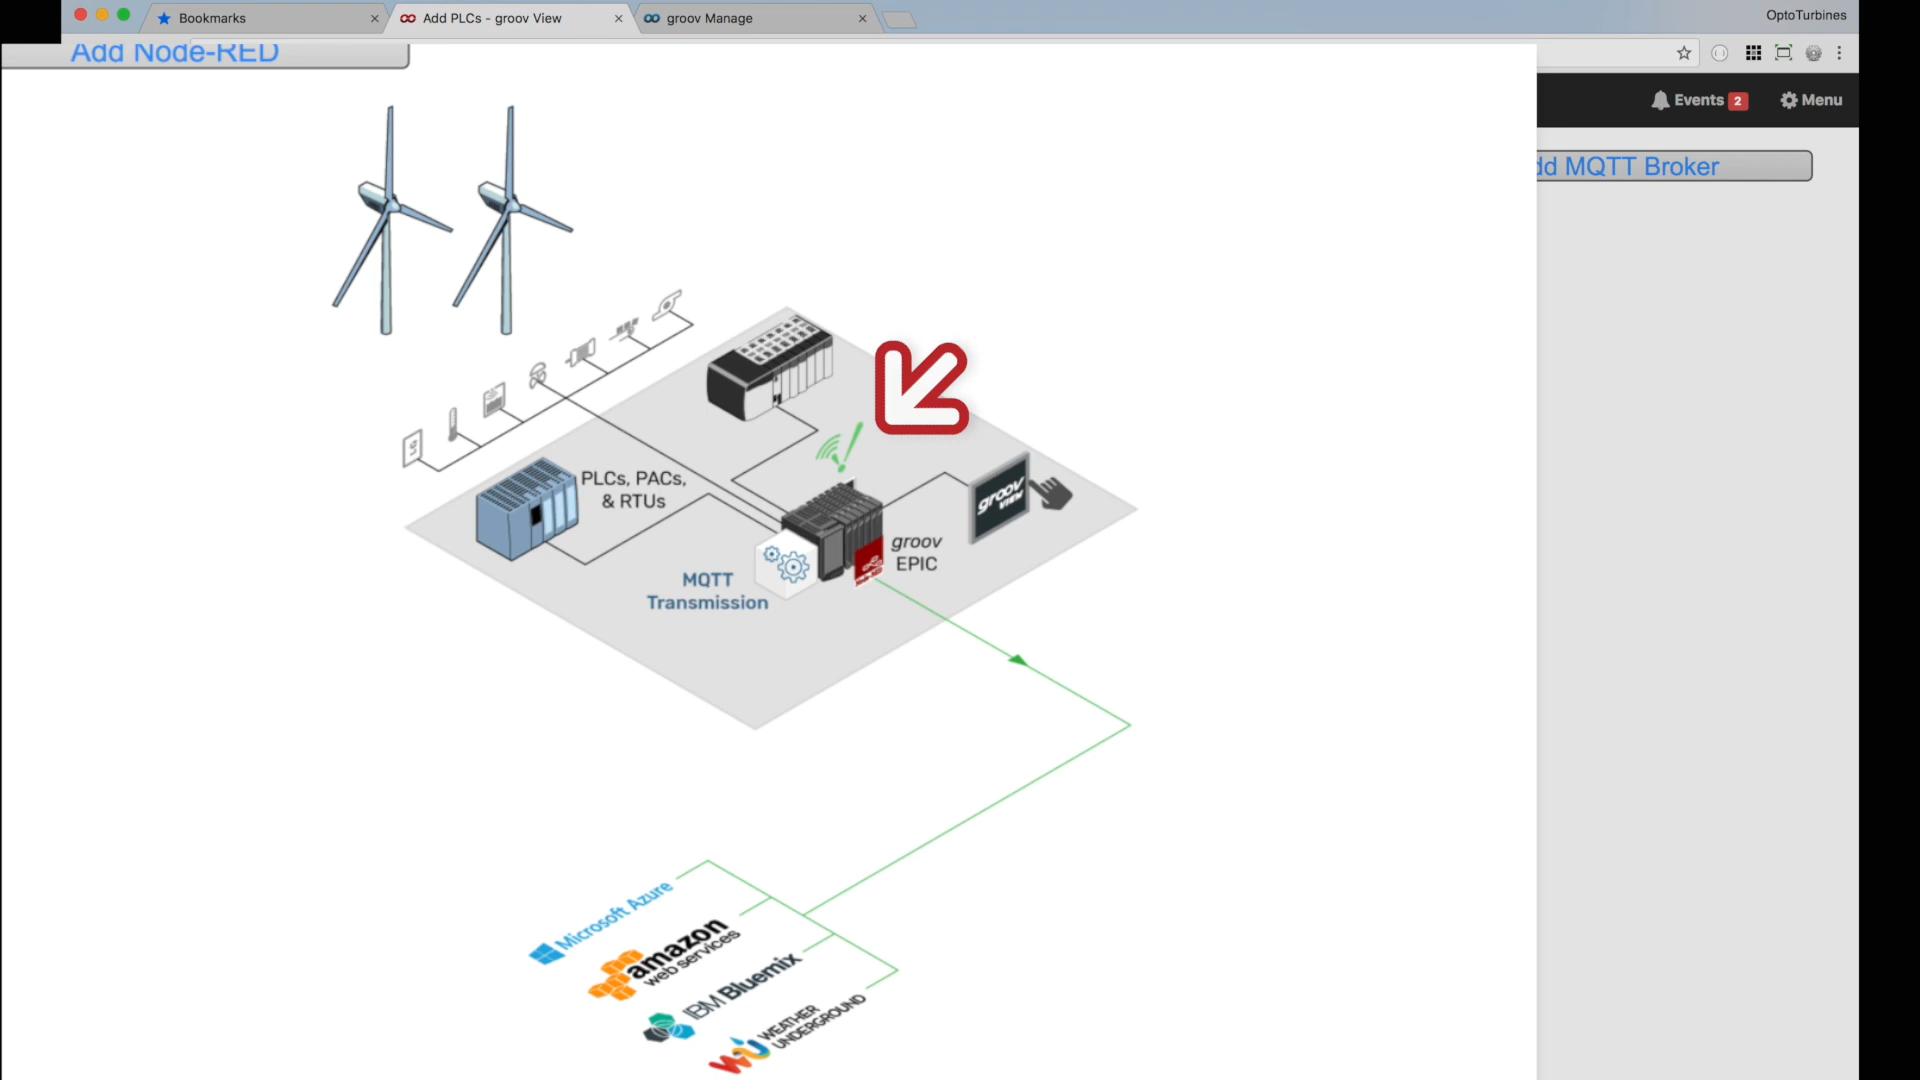 Bookmarks
Add PLCs - groov View
groov Manage
OptoTurbines
Add Node-RED
Events 2
Menu
dd MQTT Broker
PLCs, PACs,
& RTUs
groov
VIEW
groov
EPIC
MQTT
Transmission
Microsoft Azure
amazon
web services
IBM Bluemix
WEATHER
UNDERGROUND